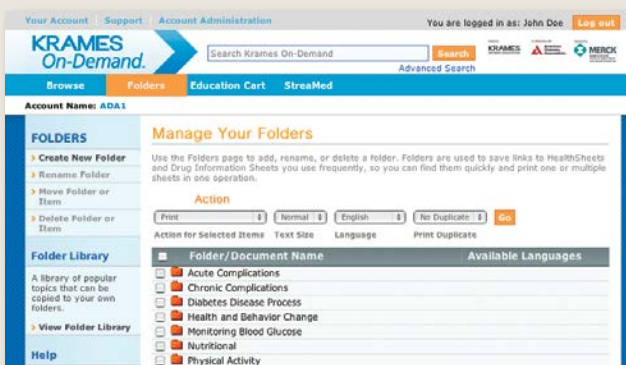 Your Account Support Account Administration
You are logged in as: John Doe Log out
KRAMES
On-Demand.
Search Krames On-Demand Search
Advanced Search
KRAMES
MERCK
Browse Folders Education Cart StreaMed
Account Name: ADA1
FOLDERS
Create New Folder
Rename Folder
Move Folder or
Item
Delete Folder or
Item
Folder Library
A library of popular
topics that can be
copied to your own
folders.
View Folder Library
Help
Manage Your Folders
Use the Folders page to add, rename, or delete a folder. Folders are used to save links to HealthSheets
and Drug Information Sheets you use frequently, so you can find them quickly and print one or multiple
sheets in one operation.
Action
Print Normal English No Duplicate Go
Action for Selected Items Text Size Language Print Duplicate
Folder/Document Name Available Languages
Acute Complications
Chronic Complications
Diabetes Disease Process
Health and Behavior Change
Monitoring Blood Glucose
Nutritional
Physical Activity